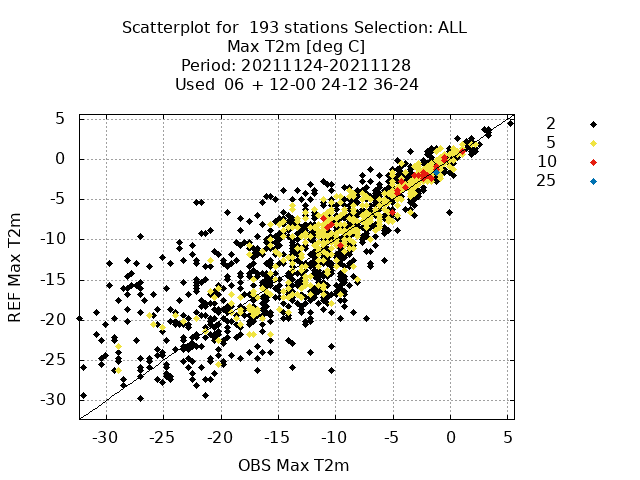 Scatterplot for 193 stations Selection: ALL
Max T2m [deg C]
Period: 20211124-20211128
Used 06 + 12-00 24-12 36-24
2
5
10
25
5
0
-5
-10
-15
-20
-25
-30
REF Max T2m
-30 -25 -20 -15 -10 -5 0 5
OBS Max T2m